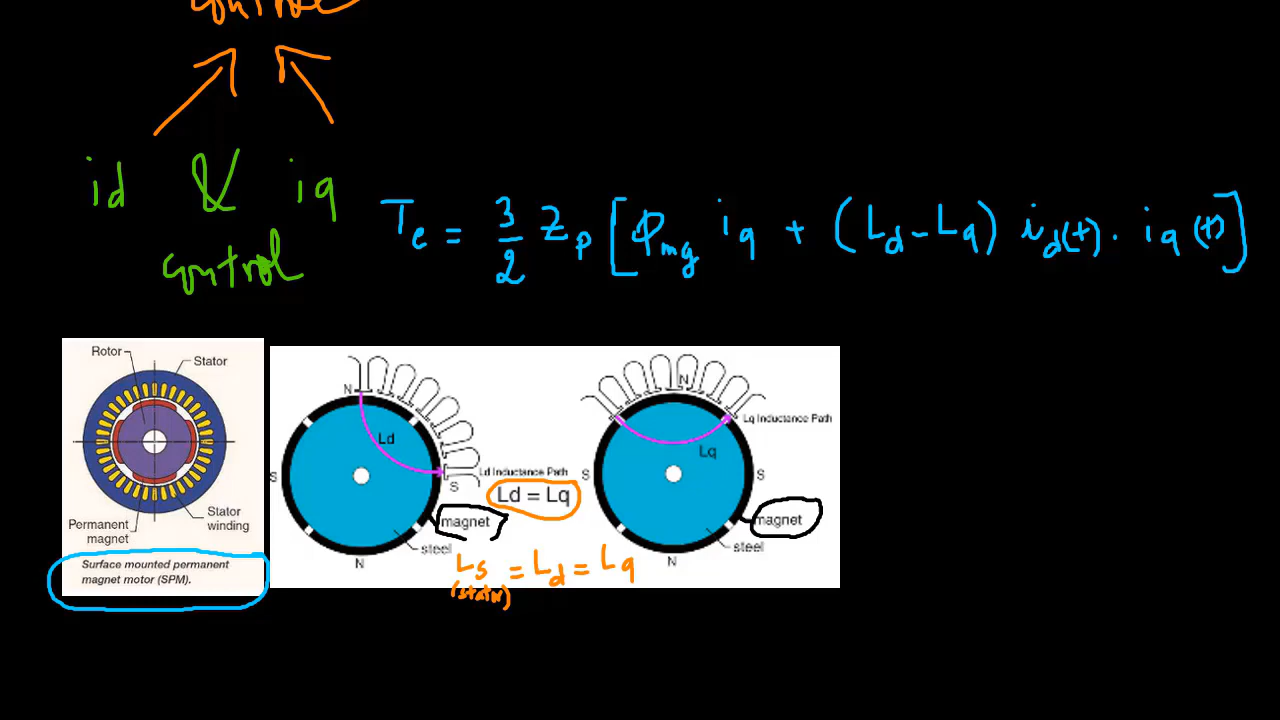 control
id & iq
control
Te = 3/2 Zp [φmg iq + (Ld - Lq) id(t) . iq (t)]
Rotor
Stator
Permanent
magnet
Stator
winding
Surface mounted permanent
magnet motor (SPM).
N
Ld
S
Ld Inductance Path
S
magnet
steel
N
Ld = Lq
Ls = Ld = Lq
(stator)
N
Lq Inductance Path
Lq
S
S
magnet
steel
N